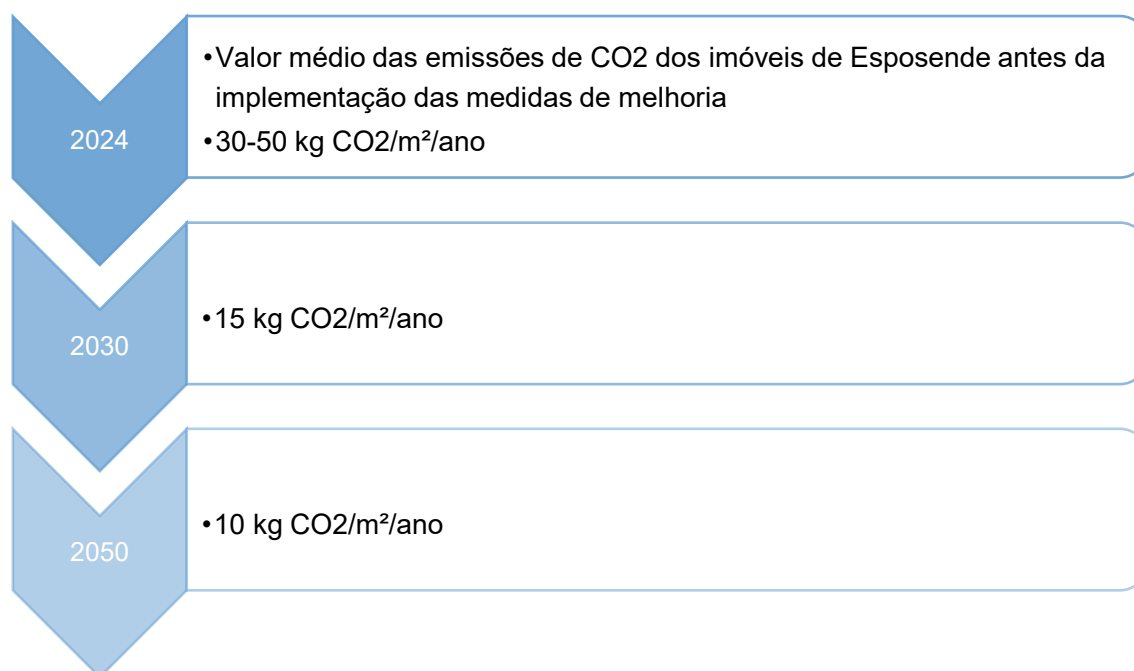 •Valor médio das emissões de CO2 dos imóveis de Esposende antes da
implementação das medidas de melhoria
2024
•30-50 kg CO2/m²/ano
2030
•15 kg CO2/m²/ano
2050
•10 kg CO2/m²/ano